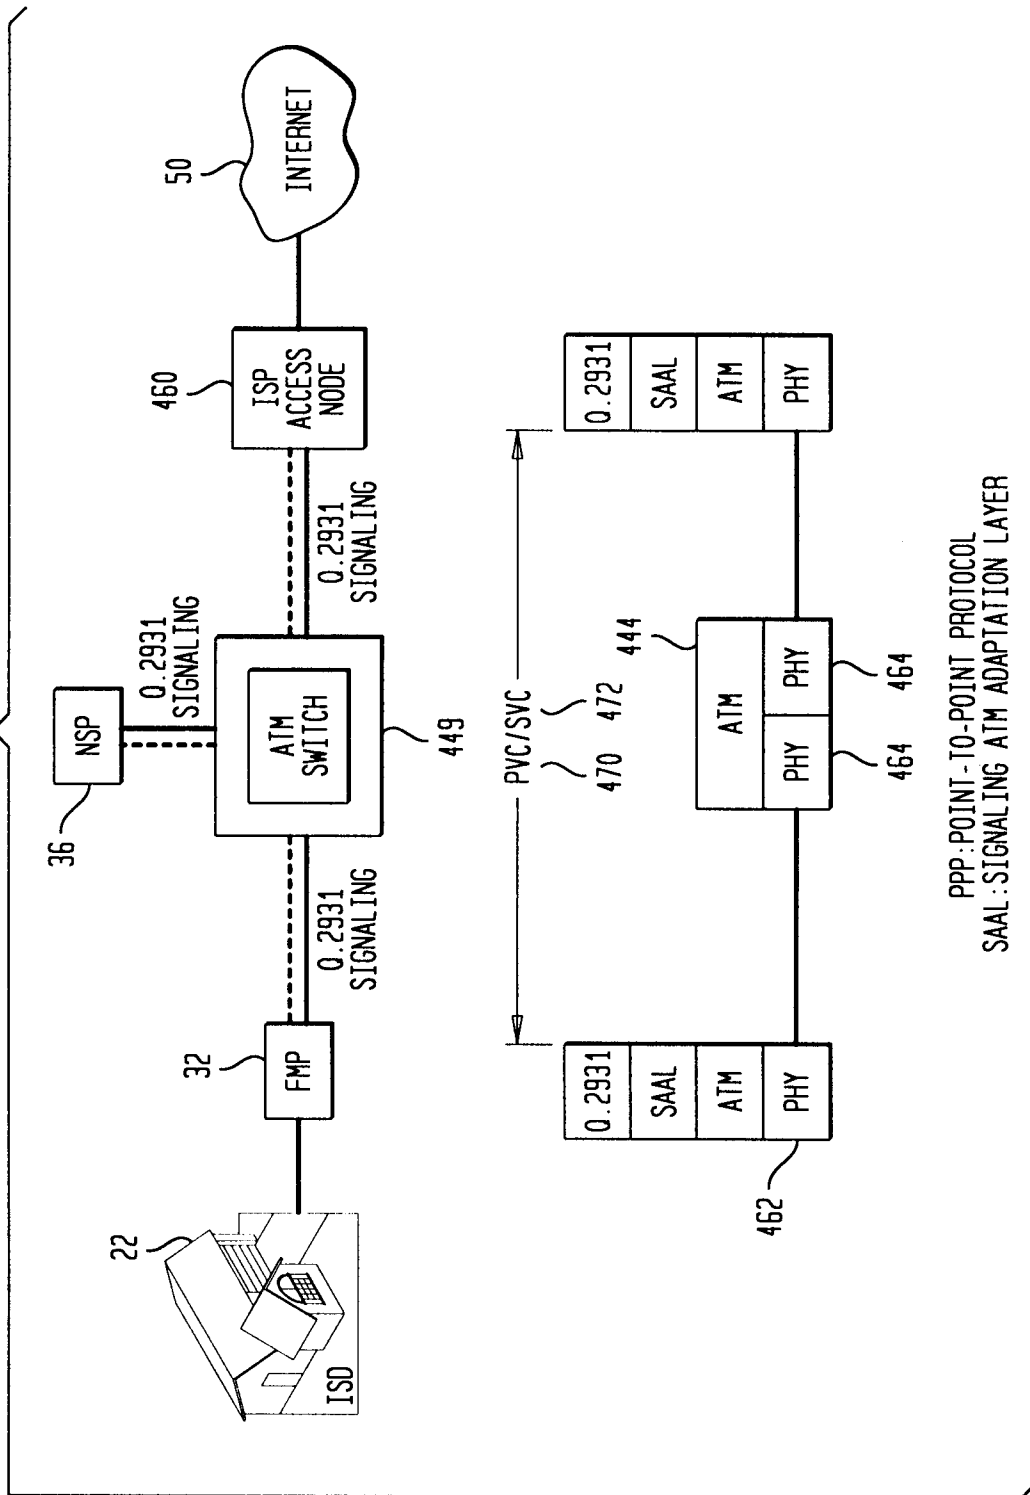 36
NSP
Q.2931
SIGNALING
22
ISD
32
FMP
Q.2931
SIGNALING
ATM
SWITCH
449
Q.2931
SIGNALING
460
ISP
ACCESS
NODE
50
INTERNET
PVC/SVC
470
472
Q.2931
SAAL
ATM
PHY
462
444
ATM
PHY
PHY
464
464
Q.2931
SAAL
ATM
PHY
PPP:POINT-TO-POINT PROTOCOL
SAAL:SIGNALING ATM ADAPTATION LAYER